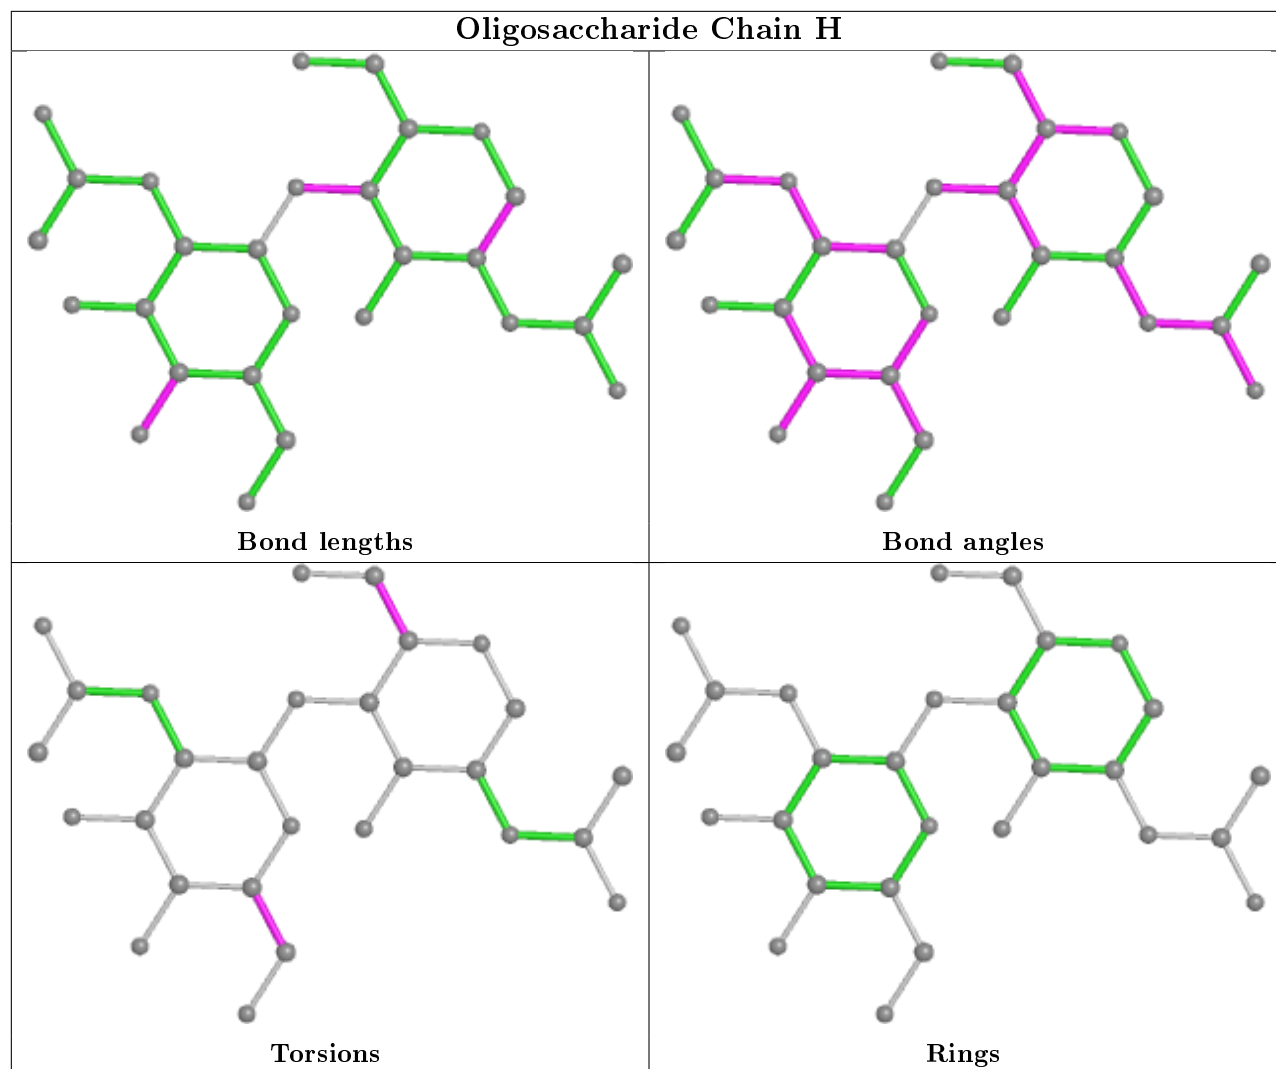 Oligosaccharide Chain H
Bond lengths
Bond angles
Torsions
Rings